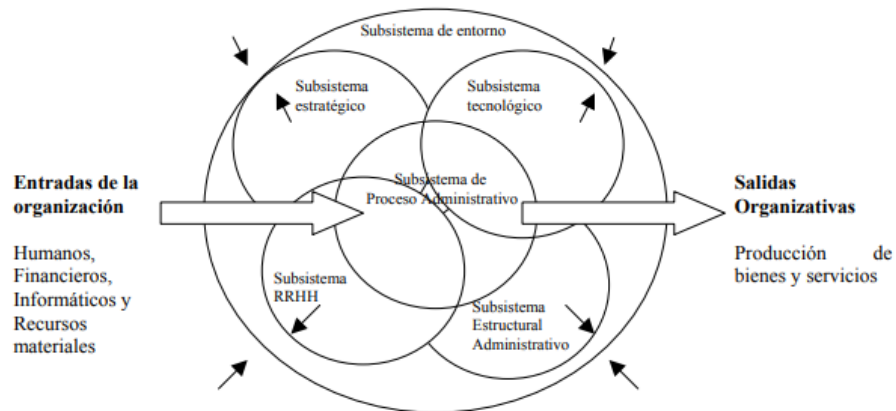 Subsistema de entorno
Subsistema
estratégico
Subsistema
tecnológico
Entradas de la
organización
Humanos,
Financieros,
Informáticos y
Recursos
materiales
Subsistema de
Proceso Administrativo
Subsistema
RRHH
Subsistema
Estructural
Administrativo
Salidas
Organizativas
Producción de
bienes y servicios